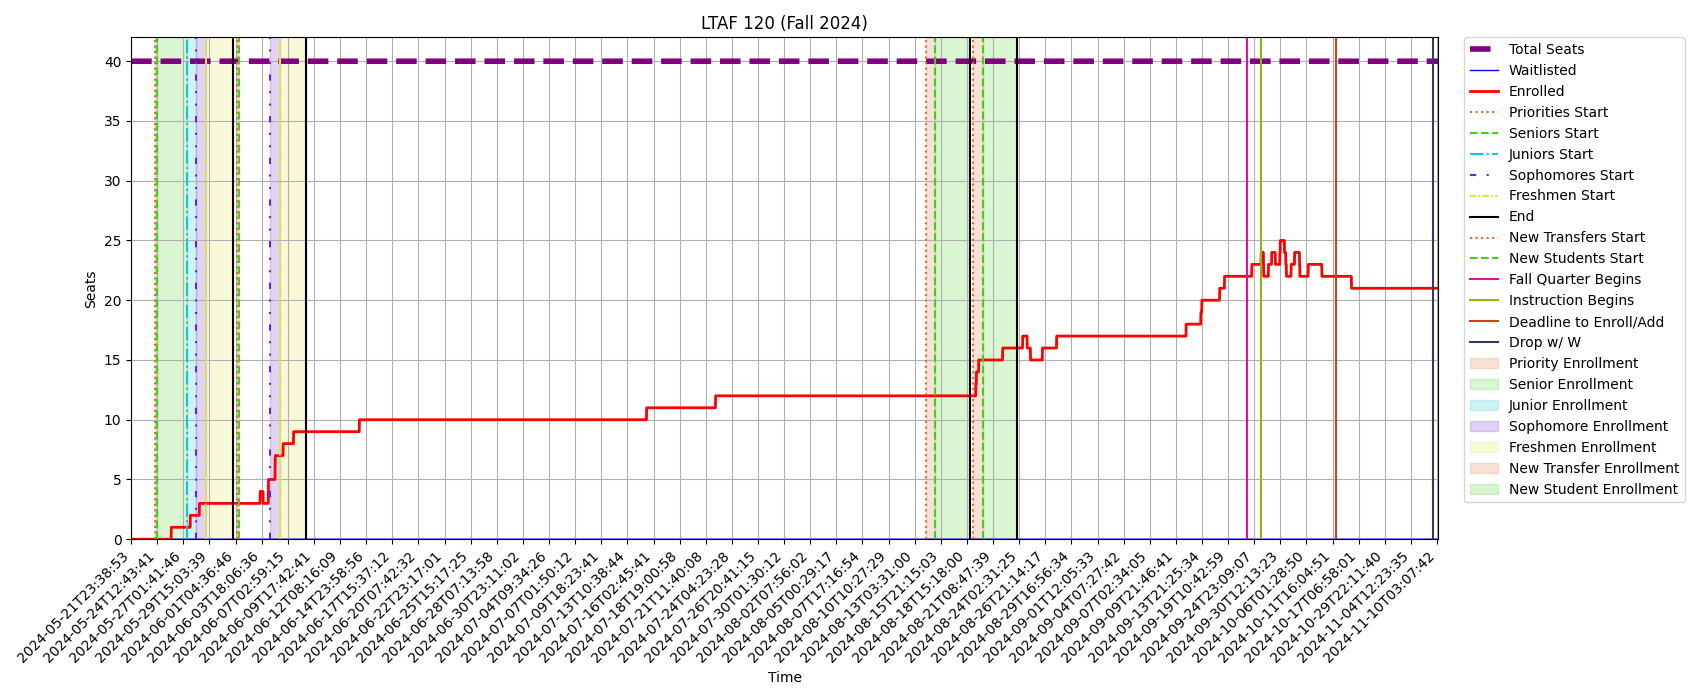 LTAF 120 (Fall 2024)
Seats
40
35
30
25
20
15
10
5
0
2024-05-21T23:38:53
2024-05-24T12:43:41
2024-05-27T01:41:46
2024-05-29T15:03:39
2024-06-01T04:36:46
2024-06-03T18:06:36
2024-06-07T02:59:15
2024-06-09T17:42:41
2024-06-12T08:16:09
2024-06-14T23:58:56
2024-06-17T15:37:12
2024-06-20T07:42:32
2024-06-22T23:17:01
2024-06-25T15:17:25
2024-06-28T07:13:58
2024-06-30T23:11:02
2024-07-04T09:34:26
2024-07-07T01:50:12
2024-07-09T18:23:41
2024-07-13T10:38:44
2024-07-16T02:45:41
2024-07-18T19:00:58
2024-07-21T11:40:08
2024-07-24T04:23:28
2024-07-26T20:41:15
2024-07-30T01:30:12
2024-08-02T07:56:02
2024-08-05T00:29:17
2024-08-07T17:16:54
2024-08-10T10:27:29
2024-08-13T03:31:00
2024-08-15T21:15:03
2024-08-18T15:18:00
2024-08-21T08:47:39
2024-08-24T02:31:25
2024-08-26T21:14:17
2024-08-29T16:56:34
2024-09-01T12:05:33
2024-09-04T07:27:42
2024-09-07T02:34:05
2024-09-09T21:46:41
2024-09-13T21:25:34
2024-09-19T10:42:59
2024-09-24T23:09:07
2024-09-30T12:13:23
2024-10-06T01:28:50
2024-10-11T16:04:51
2024-10-17T06:58:01
2024-10-29T22:11:40
2024-11-04T12:23:35
2024-11-10T03:07:42
Time
Total Seats
Waitlisted
Enrolled
Priorities Start
Seniors Start
Juniors Start
Sophomores Start
Freshmen Start
End
New Transfers Start
New Students Start
Fall Quarter Begins
Instruction Begins
Deadline to Enroll/Add
Drop w/ W
Priority Enrollment
Senior Enrollment
Junior Enrollment
Sophomore Enrollment
Freshmen Enrollment
New Transfer Enrollment
New Student Enrollment